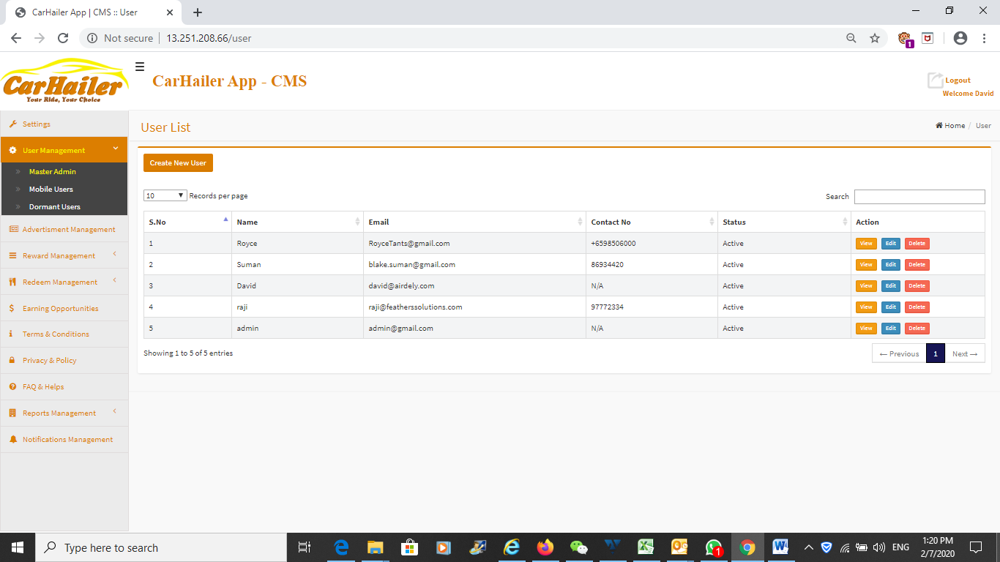 CarHailer App | CMS :: User
Not secure | 13.251.208.66/user
1
CarHailer
Your Ride, Your Choice
CarHailer App - CMS
Logout
Welcome David
Settings
User Management
Master Admin
Mobile Users
Dormant Users
Advertisment Management
Reward Management
Redeem Management
Earning Opportunities
Terms & Conditions
Privacy & Policy
FAQ & Helps
Reports Management
Notifications Management
User List
Home / User
Create New User
10 Records per page
Search
S.No Name Email Contact No Status Action
1 Royce RoyceTants@gmail.com +6598506000 Active View Edit Delete
2 Suman blake.suman@gmail.com 86934420 Active View Edit Delete
3 David david@airdely.com N/A Active View Edit Delete
4 raji raji@featherssolutions.com 97772334 Active View Edit Delete
5 admin admin@gmail.com N/A Active View Edit Delete
Showing 1 to 5 of 5 entries
← Previous 1 Next →
Type here to search
1
ENG
1:20 PM
2/7/2020